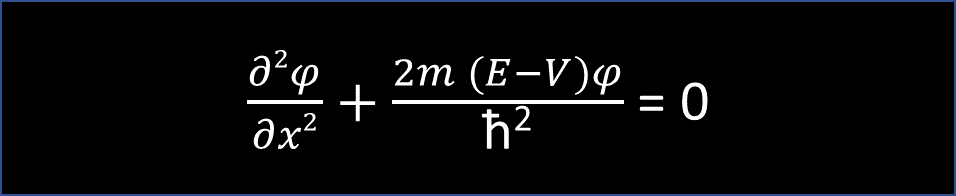 ∂²φ/∂x² + 2m (E−V)φ/ħ² = 0